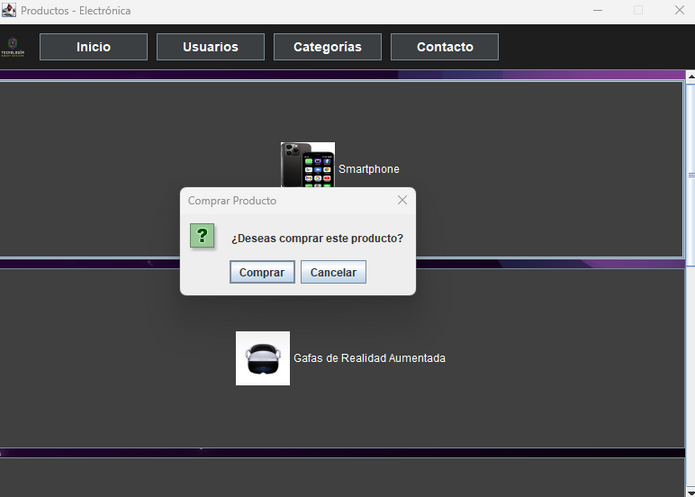 Productos - Electrónica
Inicio
Usuarios
Categorías
Contacto
Smartphone
Comprar Producto
?
¿Deseas comprar este producto?
Comprar
Cancelar
Gafas de Realidad Aumentada